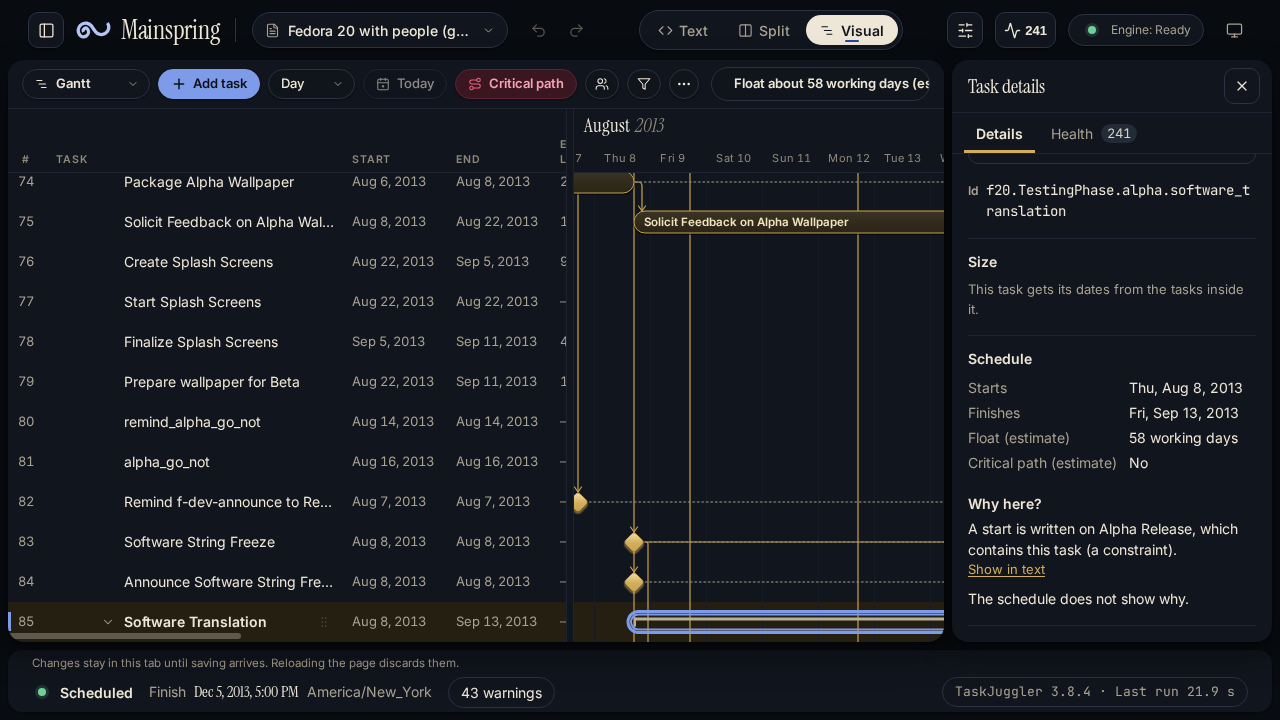 Mainspring
Fedora 20 with people (g...
Text
Split
Visual
241
Engine: Ready
Gantt
Add task
Day
Today
Critical path
Float about 58 working days (es
Task details
Details
Health 241
August 2013
# TASK START END
7 Thu 8 Fri 9 Sat 10 Sun 11 Mon 12 Tue 13
74 Package Alpha Wallpaper Aug 6, 2013 Aug 8, 2013 2
75 Solicit Feedback on Alpha Wal... Aug 8, 2013 Aug 22, 2013 1
Solicit Feedback on Alpha Wallpaper
76 Create Splash Screens Aug 22, 2013 Sep 5, 2013 9
77 Start Splash Screens Aug 22, 2013 Aug 22, 2013 –
78 Finalize Splash Screens Sep 5, 2013 Sep 11, 2013 4
79 Prepare wallpaper for Beta Aug 22, 2013 Sep 11, 2013 1
80 remind_alpha_go_not Aug 14, 2013 Aug 14, 2013 –
81 alpha_go_not Aug 16, 2013 Aug 16, 2013 –
82 Remind f-dev-announce to Re... Aug 7, 2013 Aug 7, 2013 –
83 Software String Freeze Aug 8, 2013 Aug 8, 2013 –
84 Announce Software String Fre... Aug 8, 2013 Aug 8, 2013 –
85 Software Translation Aug 8, 2013 Sep 13, 2013 –
Id f20.TestingPhase.alpha.software_t
ranslation
Size
This task gets its dates from the tasks inside
it.
Schedule
Starts Thu, Aug 8, 2013
Finishes Fri, Sep 13, 2013
Float (estimate) 58 working days
Critical path (estimate) No
Why here?
A start is written on Alpha Release, which
contains this task (a constraint).
Show in text
The schedule does not show why.
Changes stay in this tab until saving arrives. Reloading the page discards them.
Scheduled Finish Dec 5, 2013, 5:00 PM America/New_York 43 warnings
TaskJuggler 3.8.4 · Last run 21.9 s